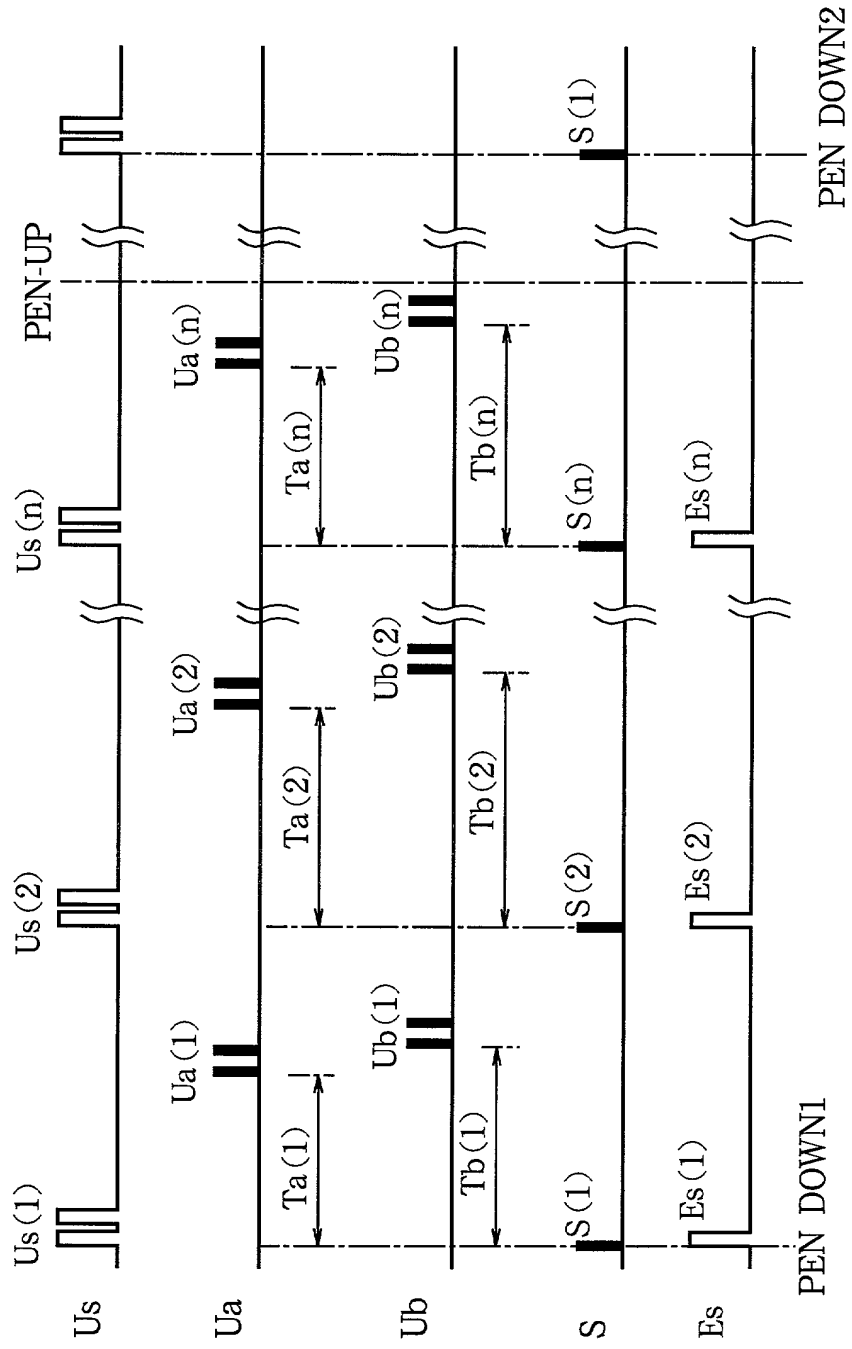 PEN-UP
Us Us(1) Us(2) Us(n)
Ua Ua(1) Ua(2) Ua(n)
Ta(1) Ta(2) Ta(n)
Ub Ub(1) Ub(2) Ub(n)
Tb(1) Tb(2) Tb(n)
S S(1) S(2) S(n) S(1)
Es Es(1) Es(2) Es(n)
PEN DOWN1 PEN DOWN2